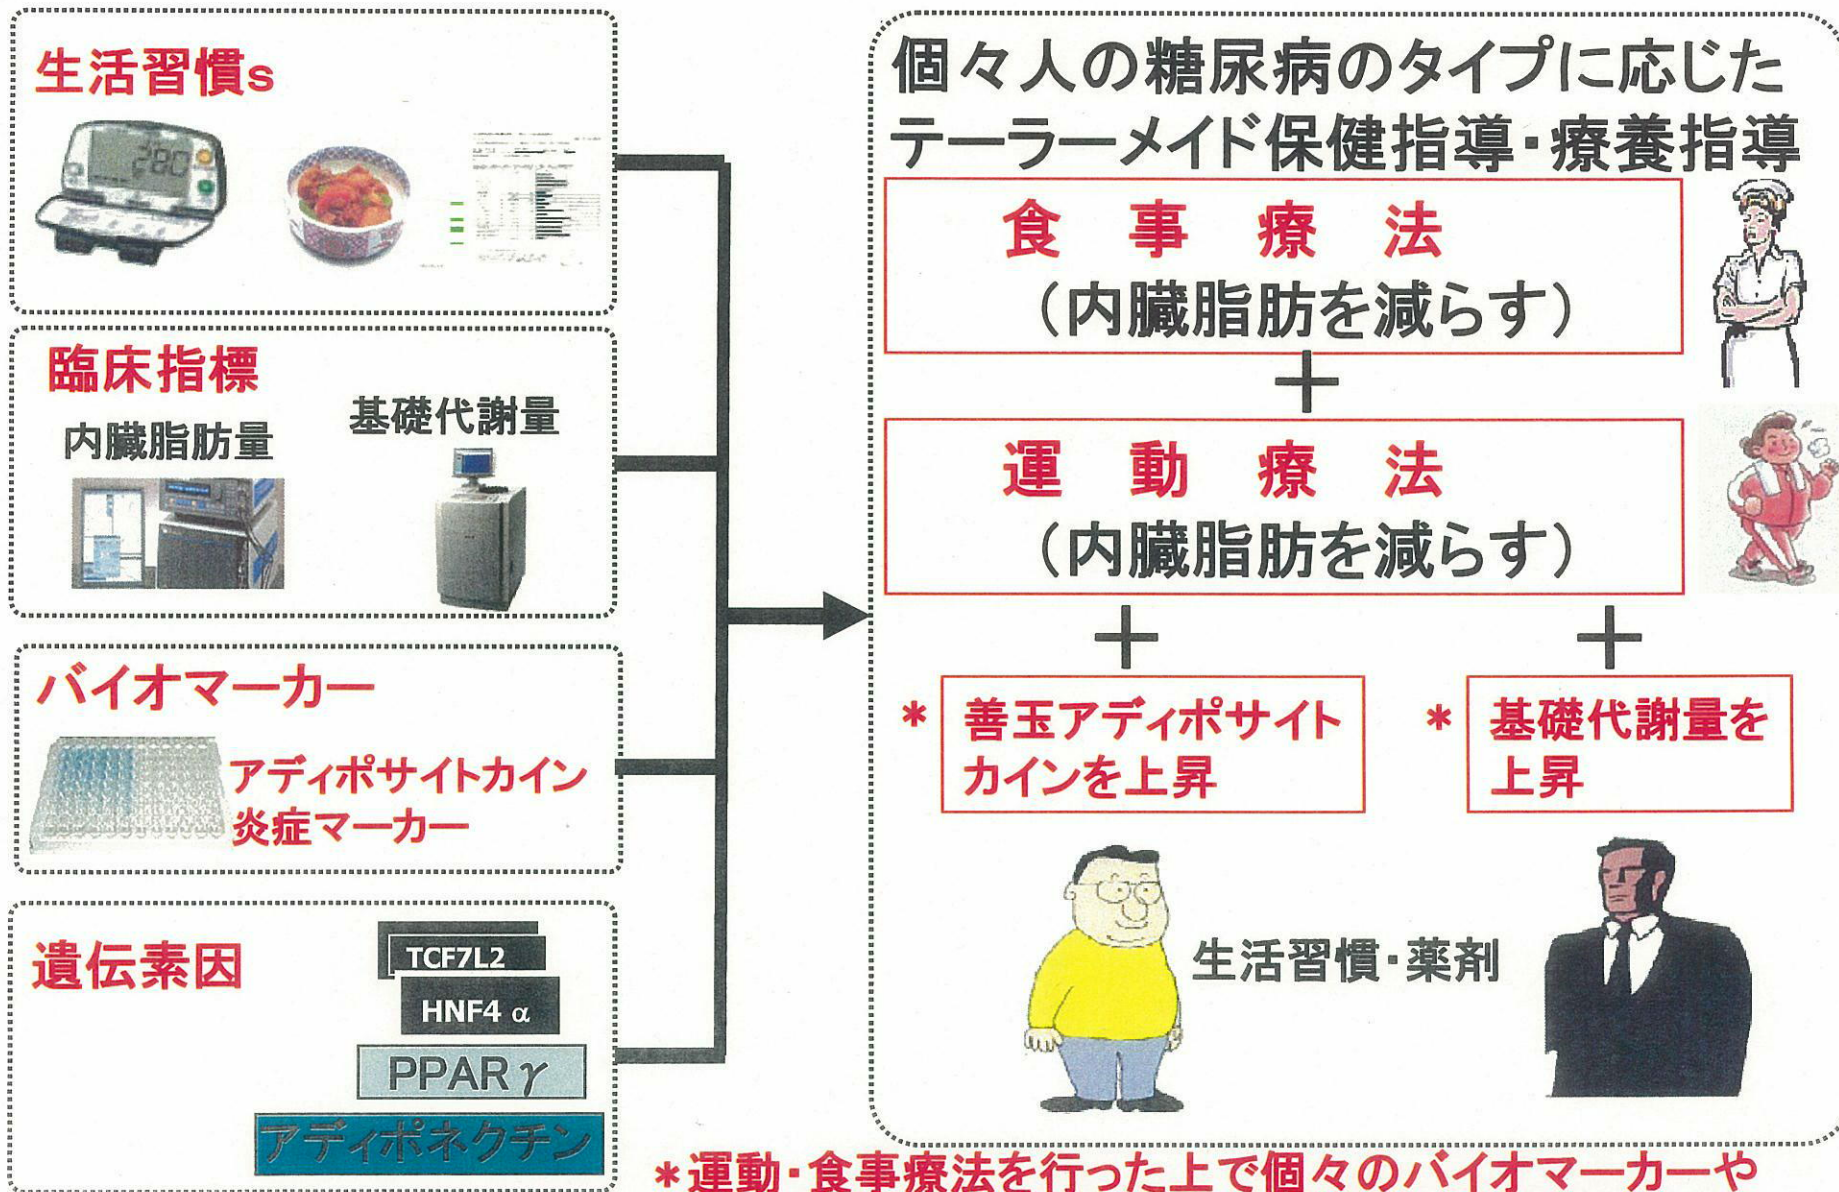 生活習慣s
280
臨床指標
内臓脂肪量
基礎代謝量
バイオマーカー
アディポサイトカイン
炎症マーカー
遺伝素因
TCF7L2
HNF4 α
PPAR γ
アディポネクチン
個々人の糖尿病のタイプに応じた
テーラーメイド保健指導・療養指導
食事療法
（内臓脂肪を減らす）
＋
運動療法
（内臓脂肪を減らす）
＋
＋
* 善玉アディポサイト
カインを上昇
* 基礎代謝量を
上昇
生活習慣・薬剤
*運動・食事療法を行った上で個々のバイオマーカーや